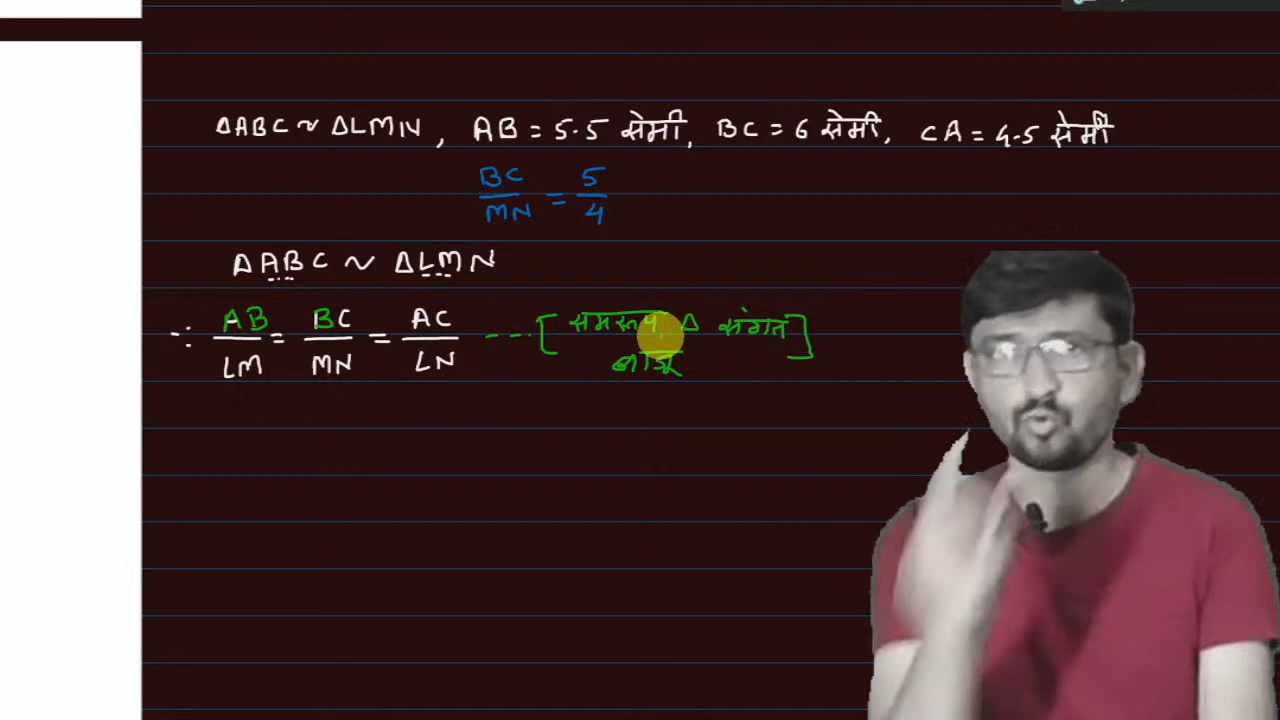 ΔABC ~ ΔLMN, AB = 5.5 सेमी, BC = 6 सेमी, CA = 4.5 सेमी
BC/MN = 5/4
ΔABC ~ ΔLMN
∵ AB/LM = BC/MN = AC/LN ---[समरूप Δ संगत
बाजू]